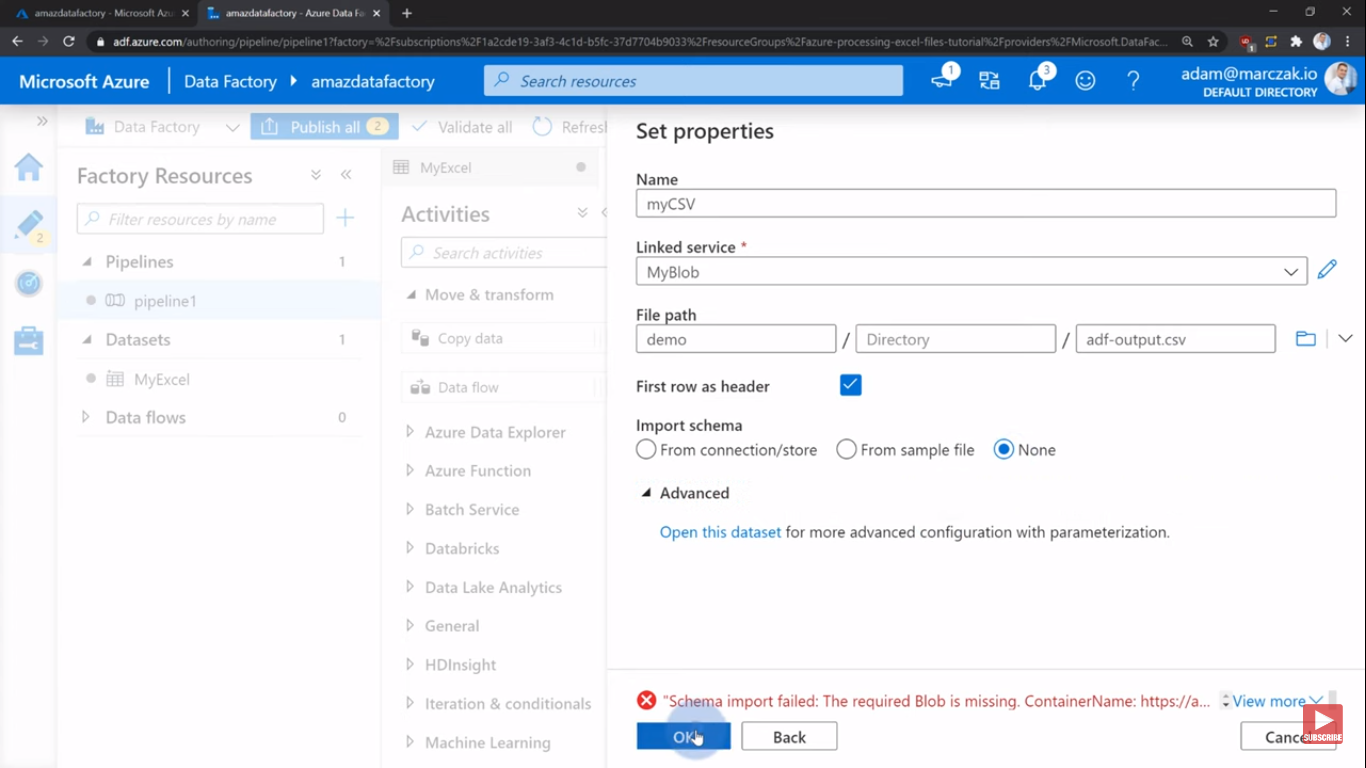 amazdatafactory - Microsoft Azu
amazdatafactory - Azure Data Fa
adf.azure.com/authoring/pipeline/pipeline1?factory=%2Fsubscriptions%2F1a2cde19-3af3-4c1d-b5fc-37d7704b9033%2FresourceGroups%2Fazure-processing-excel-files-tutorial%2Fproviders%2FMicrosoft.DataFac...
1
Microsoft Azure
Data Factory
amazdatafactory
Search resources
1
3
adam@marczak.io
DEFAULT DIRECTORY
Data Factory
Publish all 2
Validate all
Refresh
2
Factory Resources
Filter resources by name
Pipelines 1
pipeline1
Datasets 1
MyExcel
Data flows 0
MyExcel
Activities
Search activities
Move & transform
Copy data
Data flow
Azure Data Explorer
Azure Function
Batch Service
Databricks
Data Lake Analytics
General
HDInsight
Iteration & conditionals
Machine Learning
Set properties
Name
myCSV
Linked service *
MyBlob
File path
demo / Directory / adf-output.csv
First row as header
Import schema
From connection/store From sample file None
Advanced
Open this dataset for more advanced configuration with parameterization.
"Schema import failed: The required Blob is missing. ContainerName: https://a... View more
OK Back Cancel
SUBSCRIBE